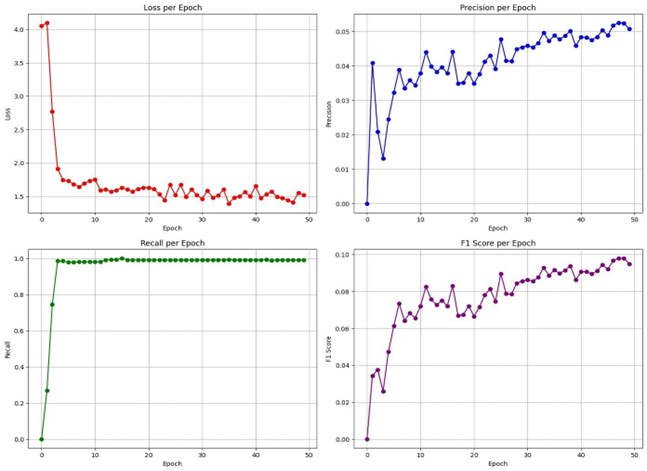 Loss per Epoch
Loss
4.0
3.5
3.0
2.5
2.0
1.5
0 10 20 30 40 50
Epoch
Precision per Epoch
Precision
0.05
0.04
0.03
0.02
0.01
0.00
0 10 20 30 40 50
Epoch
Recall per Epoch
Recall
1.0
0.8
0.6
0.4
0.2
0.0
0 10 20 30 40 50
Epoch
F1 Score per Epoch
F1 Score
0.10
0.08
0.06
0.04
0.02
0.00
0 10 20 30 40 50
Epoch